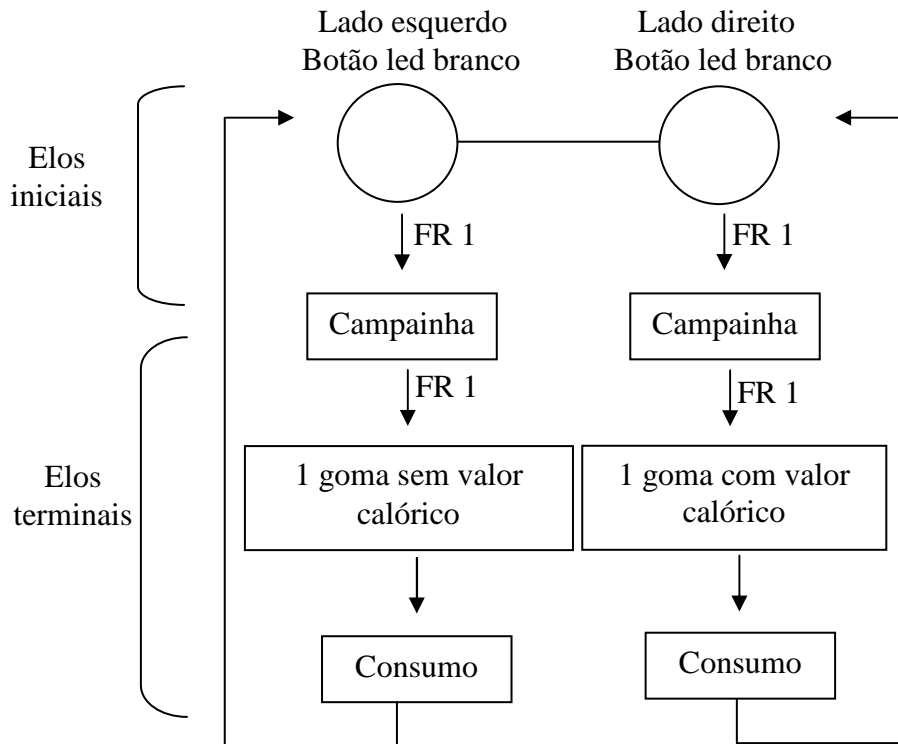 Lado esquerdo
Botão led branco
Lado direito
Botão led branco
Elos
iniciais
FR 1
FR 1
Campainha
Campainha
FR 1
FR 1
Elos
terminais
1 goma sem valor
calórico
1 goma com valor
calórico
Consumo
Consumo